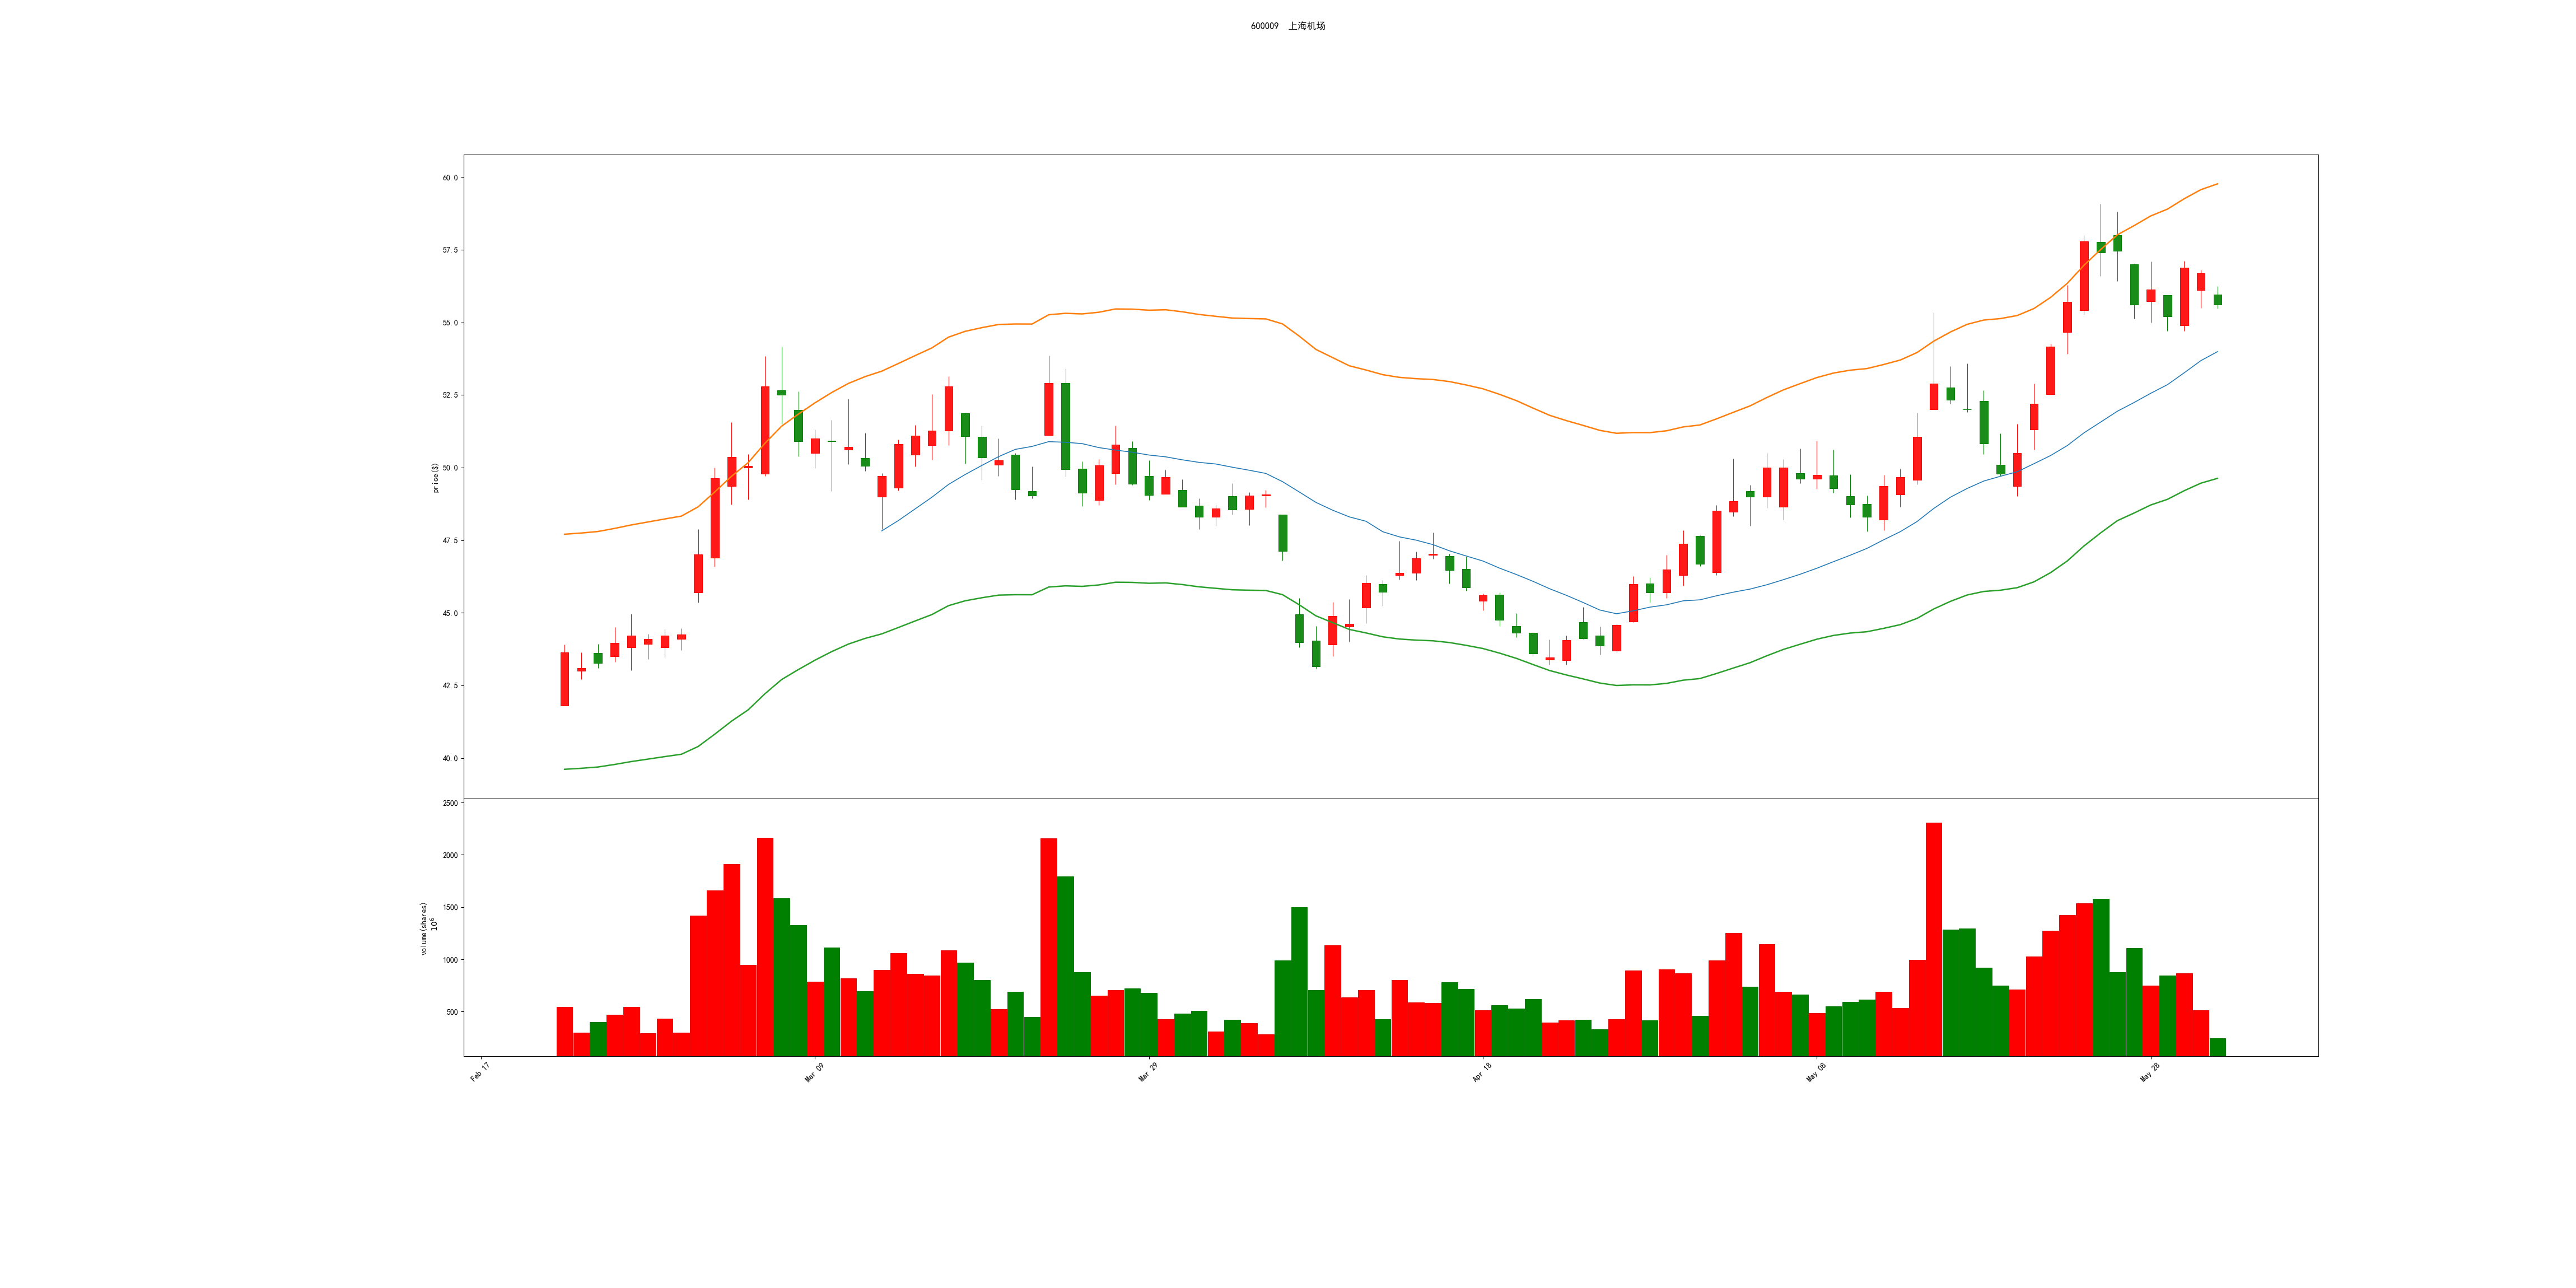 600009 上海机场
60.0
57.5
55.0
52.5
50.0
47.5
45.0
42.5
40.0
price($)
2500
2000
1500
1000
500
volume(shares)
10^6
Feb 17
Mar 09
Mar 29
Apr 18
May 08
May 28